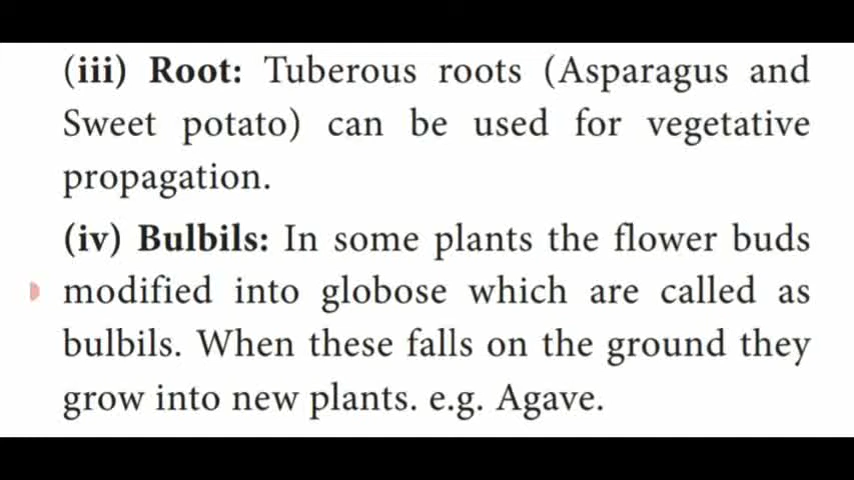 (iii) Root: Tuberous roots (Asparagus and
Sweet potato) can be used for vegetative
propagation.
(iv) Bulbils: In some plants the flower buds
modified into globose which are called as
bulbils. When these falls on the ground they
grow into new plants. e.g. Agave.